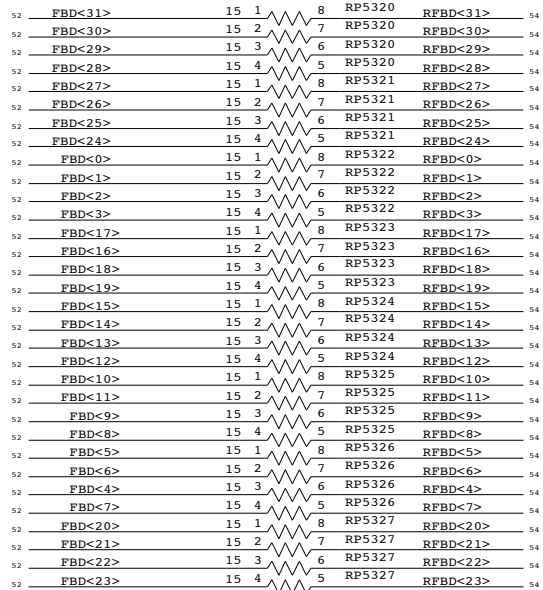 52 FBD<31> 15 1 8 RP5320 RFBD<31> 54
52 FBD<30> 15 2 7 RP5320 RFBD<30> 54
52 FBD<29> 15 3 6 RP5320 RFBD<29> 54
52 FBD<28> 15 4 5 RP5320 RFBD<28> 54
52 FBD<27> 15 1 8 RP5321 RFBD<27> 54
52 FBD<26> 15 2 7 RP5321 RFBD<26> 54
52 FBD<25> 15 3 6 RP5321 RFBD<25> 54
52 FBD<24> 15 4 5 RP5321 RFBD<24> 54
52 FBD<0> 15 1 8 RP5322 RFBD<0> 54
52 FBD<1> 15 2 7 RP5322 RFBD<1> 54
52 FBD<2> 15 3 6 RP5322 RFBD<2> 54
52 FBD<3> 15 4 5 RP5322 RFBD<3> 54
52 FBD<17> 15 1 8 RP5323 RFBD<17> 54
52 FBD<16> 15 2 7 RP5323 RFBD<16> 54
52 FBD<18> 15 3 6 RP5323 RFBD<18> 54
52 FBD<19> 15 4 5 RP5323 RFBD<19> 54
52 FBD<15> 15 1 8 RP5324 RFBD<15> 54
52 FBD<14> 15 2 7 RP5324 RFBD<14> 54
52 FBD<13> 15 3 6 RP5324 RFBD<13> 54
52 FBD<12> 15 4 5 RP5324 RFBD<12> 54
52 FBD<10> 15 1 8 RP5325 RFBD<10> 54
52 FBD<11> 15 2 7 RP5325 RFBD<11> 54
52 FBD<9> 15 3 6 RP5325 RFBD<9> 54
52 FBD<8> 15 4 5 RP5325 RFBD<8> 54
52 FBD<5> 15 1 8 RP5326 RFBD<5> 54
52 FBD<6> 15 2 7 RP5326 RFBD<6> 54
52 FBD<4> 15 3 6 RP5326 RFBD<4> 54
52 FBD<7> 15 4 5 RP5326 RFBD<7> 54
52 FBD<20> 15 1 8 RP5327 RFBD<20> 54
52 FBD<21> 15 2 7 RP5327 RFBD<21> 54
52 FBD<22> 15 3 6 RP5327 RFBD<22> 54
52 FBD<23> 15 4 5 RP5327 RFBD<23> 54